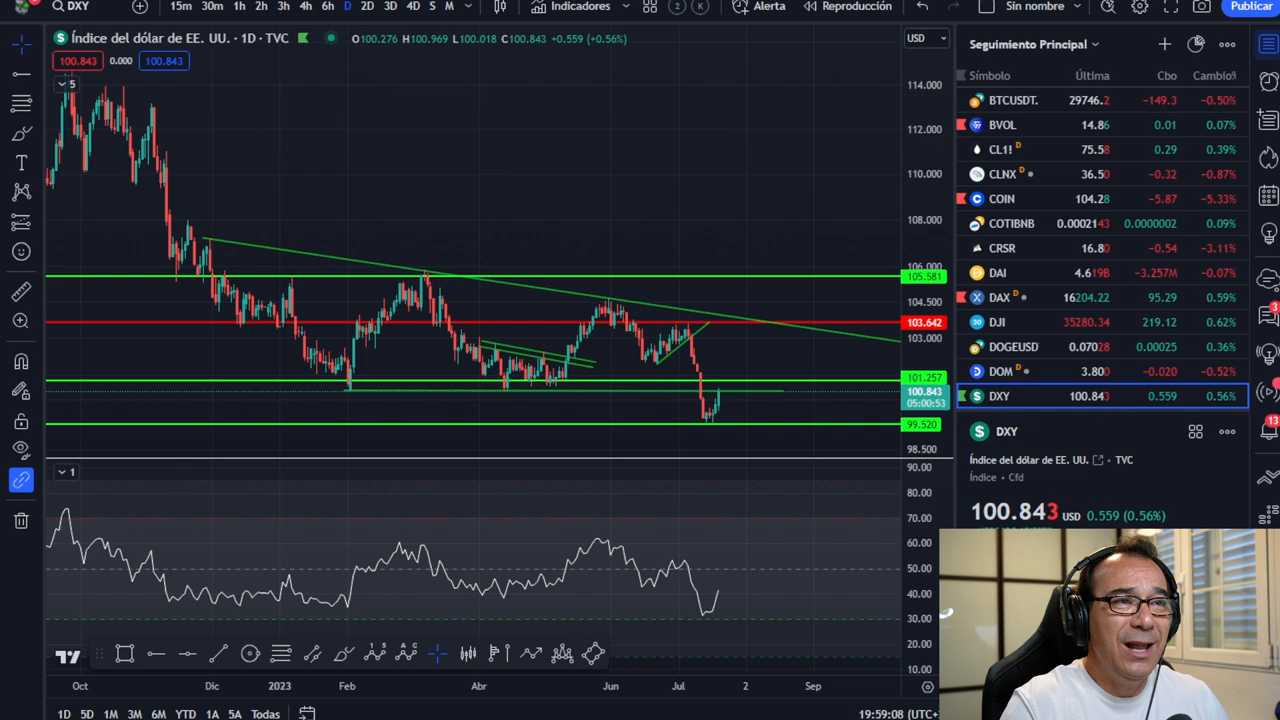 DXY 15m 30m 1h 2h 3h 4h 6h D 2D 3D 4D S M Indicadores 2 K Alerta Reproducción Sin nombre Publicar
Índice del dólar de EE. UU. · 1D · TVC O100.276 H100.969 L100.018 C100.843 +0.559 (+0.56%)
100.843 0.000 100.843
5
USD
114.000
112.000
110.000
108.000
106.000
105.581
104.500
103.642
103.000
101.257
100.843
05:00:53
99.520
98.500
1
90.00
80.00
70.00
60.00
50.00
40.00
30.00
20.00
10.00
Oct Dic 2023 Feb Abr Jun Jul 2 Sep
1D 5D 1M 3M 6M YTD 1A 5A Todas
19:59:08 (UTC+
Seguimiento Principal
Símbolo Última Cbo Cambio%
BTCUSDT. 29746.2 −149.3 −0.50%
BVOL 14.86 0.01 0.07%
CL1! D 75.58 0.29 0.39%
CLNX D 36.50 −0.32 −0.87%
COIN 104.28 −5.87 −5.33%
COTIBNB 0.0002143 0.0000002 0.09%
CRSR 16.80 −0.54 −3.11%
DAI 4.619B −3.257M −0.07%
DAX D 16204.22 95.29 0.59%
DJI 35280.34 219.12 0.62%
DOGEUSD 0.07028 0.00025 0.36%
DOM D 3.800 −0.020 −0.52%
DXY 100.843 0.559 0.56%
DXY
Índice del dólar de EE. UU. · TVC
Índice · Cfd
100.843 USD 0.559 (0.56%)
3
13